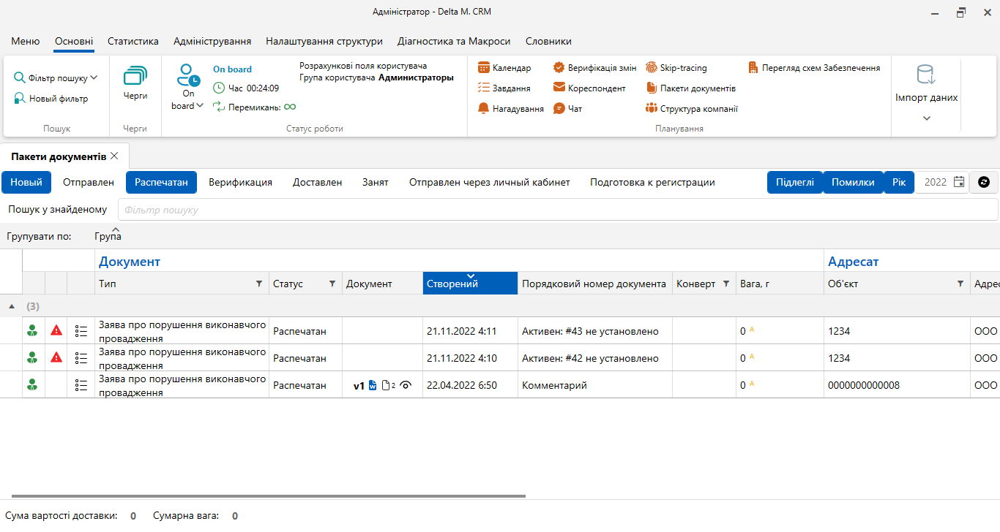 Адміністратор - Delta M. CRM
Меню Основні Статистика Адміністрування Налаштування структури Діагностика та Макроси Словники
Фільтр пошуку
Новый фильтр
Пошук
Черги
Черги
On board
On board
Час 00:24:09
Перемикань:
Розрахункові поля користувача
Група користувача Администраторы
Статус роботи
Календар Верифікація змін Skip-tracing Перегляд схем Забезпечення
Завдання Кореспондент Пакети документів
Нагадування Чат Структура компанії
Планування
Імпорт даних
Пакети документів
Новый Отправлен Распечатан Верификация Доставлен Занят Отправлен через личный кабинет Подготовка к регистрации Підлеглі Помилки Рік 2022
Пошук у знайденому Фільтр пошуку
Групувати по: Група
Документ Адресат
Тип Статус Документ Створений Порядковий номер документа Конверт Вага, г Об'єкт Адрес
(3)
Заява про порушення виконавчого провадження Распечатан 21.11.2022 4:11 Активен: #43 не установлено 0 A 1234 ООО
Заява про порушення виконавчого провадження Распечатан 21.11.2022 4:10 Активен: #42 не установлено 0 A 1234 ООО
Заява про порушення виконавчого провадження Распечатан v1 W 2 22.04.2022 6:50 Комментарий 0 A 0000000000008 ООО
Сума вартості доставки: 0 Сумарна вага: 0